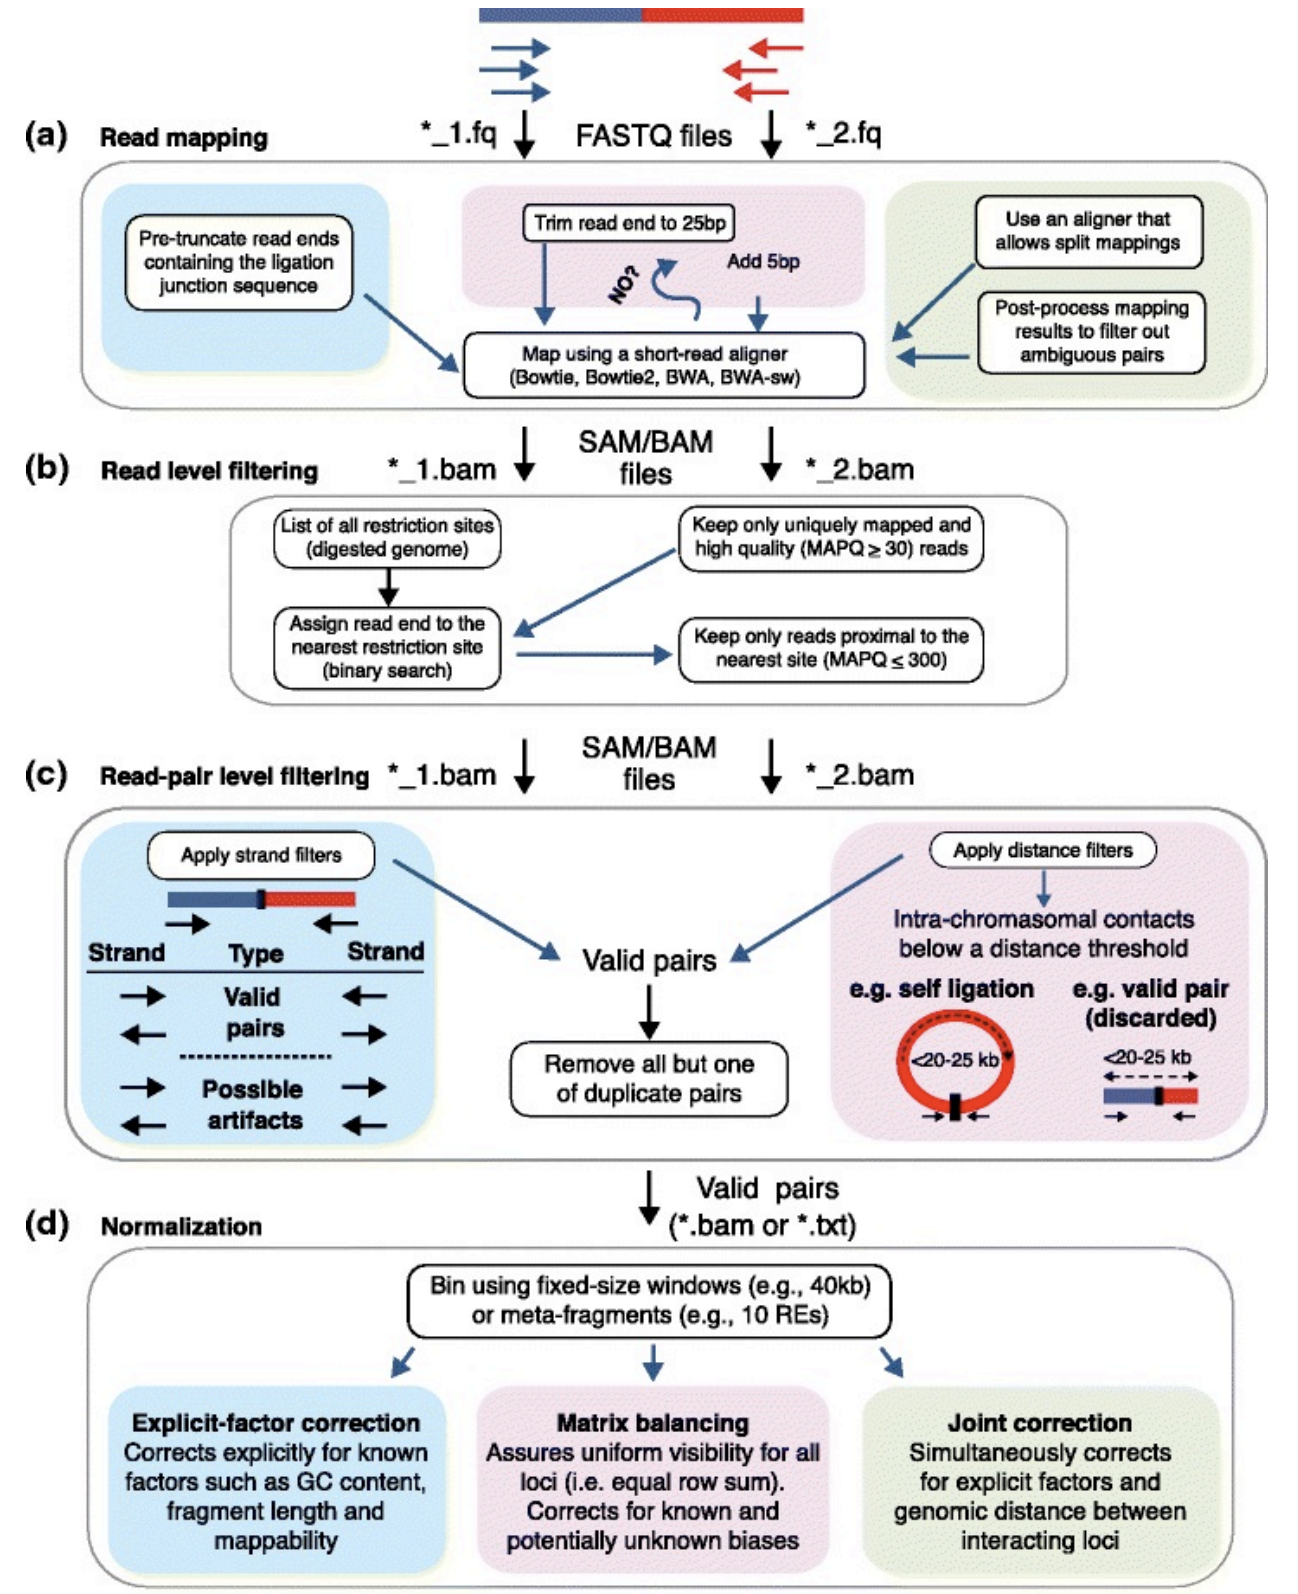 (a) Read mapping
*_1.fq
FASTQ files
*_2.fq
Pre-truncate read ends
containing the ligation
junction sequence
Trim read end to 25bp
NO?
Add 5bp
Map using a short-read aligner
(Bowtie, Bowtie2, BWA, BWA-sw)
Use an aligner that
allows split mappings
Post-process mapping
results to filter out
ambiguous pairs
(b) Read level filtering
*_1.bam
SAM/BAM
files
*_2.bam
List of all restriction sites
(digested genome)
Assign read end to the
nearest restriction site
(binary search)
Keep only uniquely mapped and
high quality (MAPQ ≥ 30) reads
Keep only reads proximal to the
nearest site (MAPQ ≤ 300)
(c) Read-pair level filtering
*_1.bam
SAM/BAM
files
*_2.bam
Apply strand filters
Strand Type Strand
Valid
pairs
Possible
artifacts
Valid pairs
Remove all but one
of duplicate pairs
Apply distance filters
Intra-chromasomal contacts
below a distance threshold
e.g. self ligation
<20-25 kb
e.g. valid pair
(discarded)
<20-25 kb
Valid pairs
(*.bam or *.txt)
(d) Normalization
Bin using fixed-size windows (e.g., 40kb)
or meta-fragments (e.g., 10 REs)
Explicit-factor correction
Corrects explicitly for known
factors such as GC content,
fragment length and
mappability
Matrix balancing
Assures uniform visibility for all
loci (i.e. equal row sum).
Corrects for known and
potentially unknown biases
Joint correction
Simultaneously corrects
for explicit factors and
genomic distance between
interacting loci